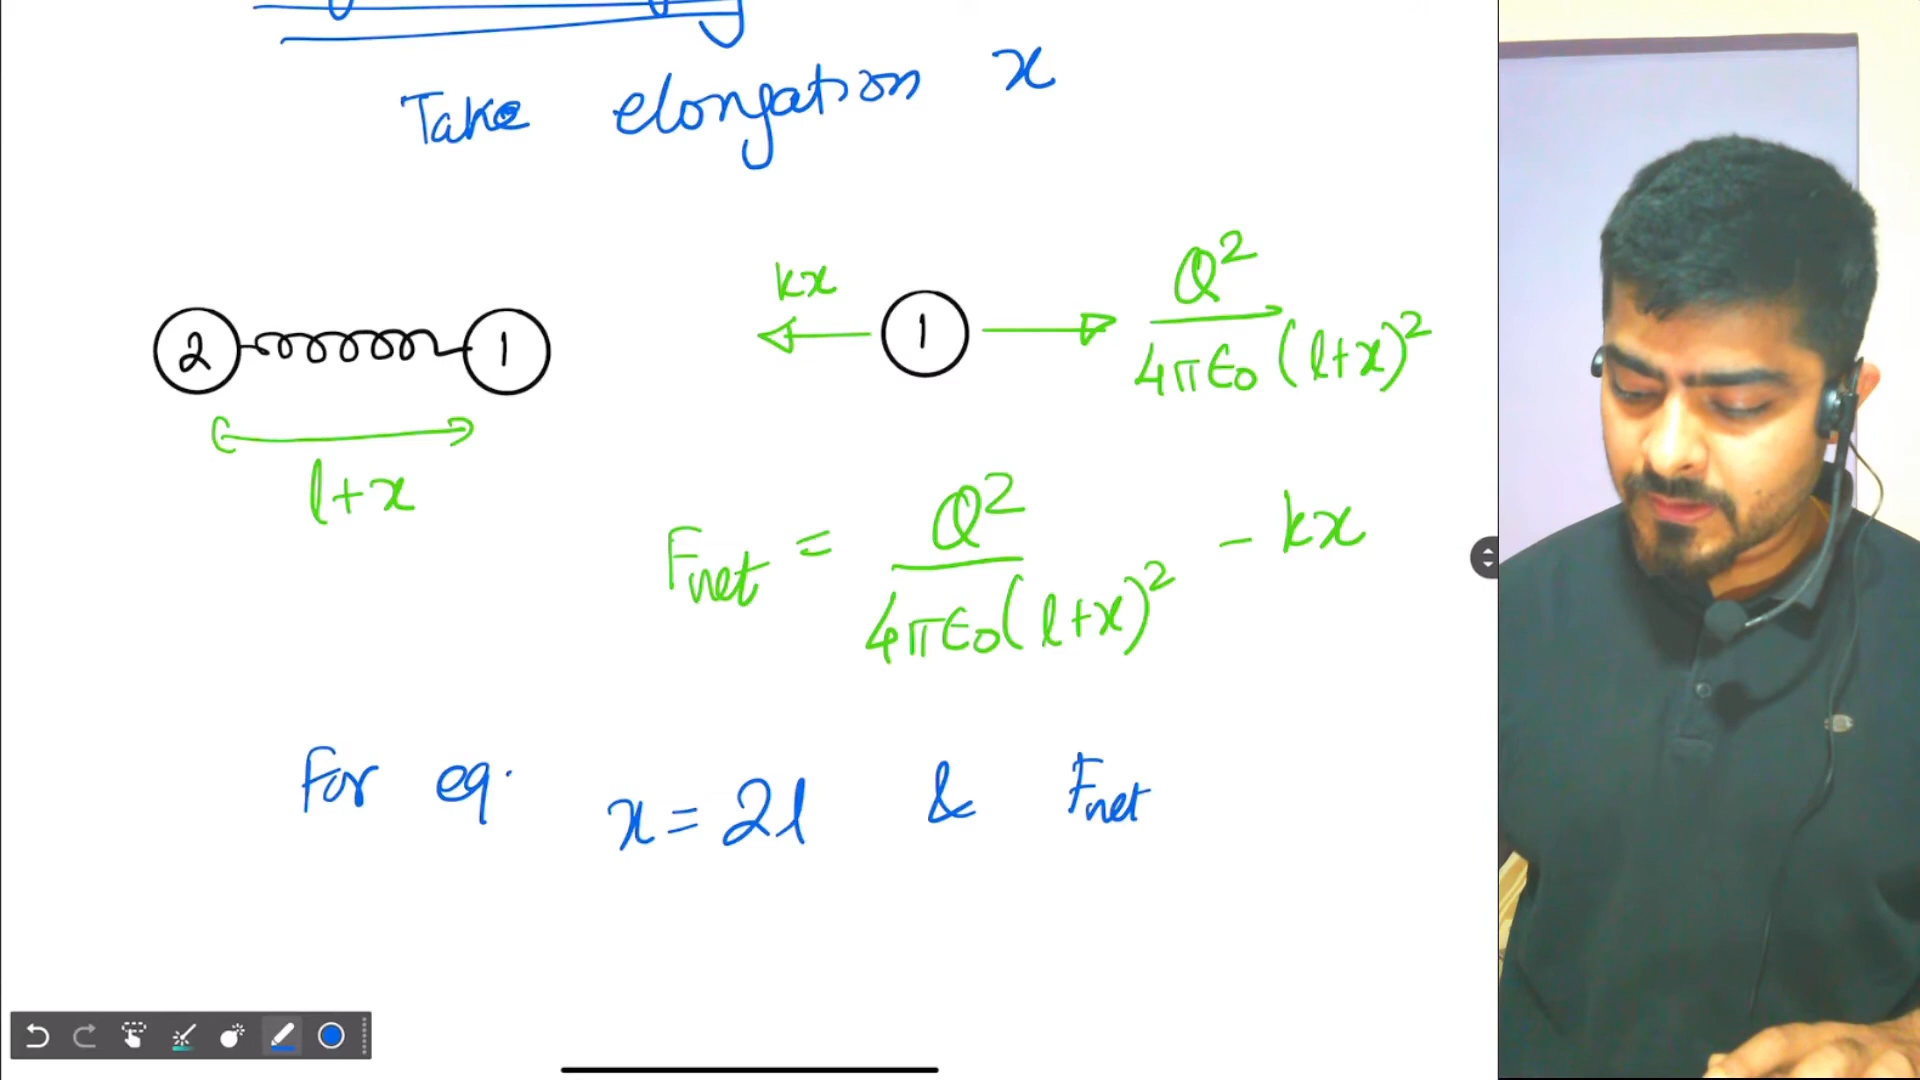 Take elongation x
kx
Q²
4πϵ₀(l+x)²
2
1
1
l+x
Fnet = Q² / 4πϵ₀(l+x)² - kx
For eq. x = 2l & Fnet